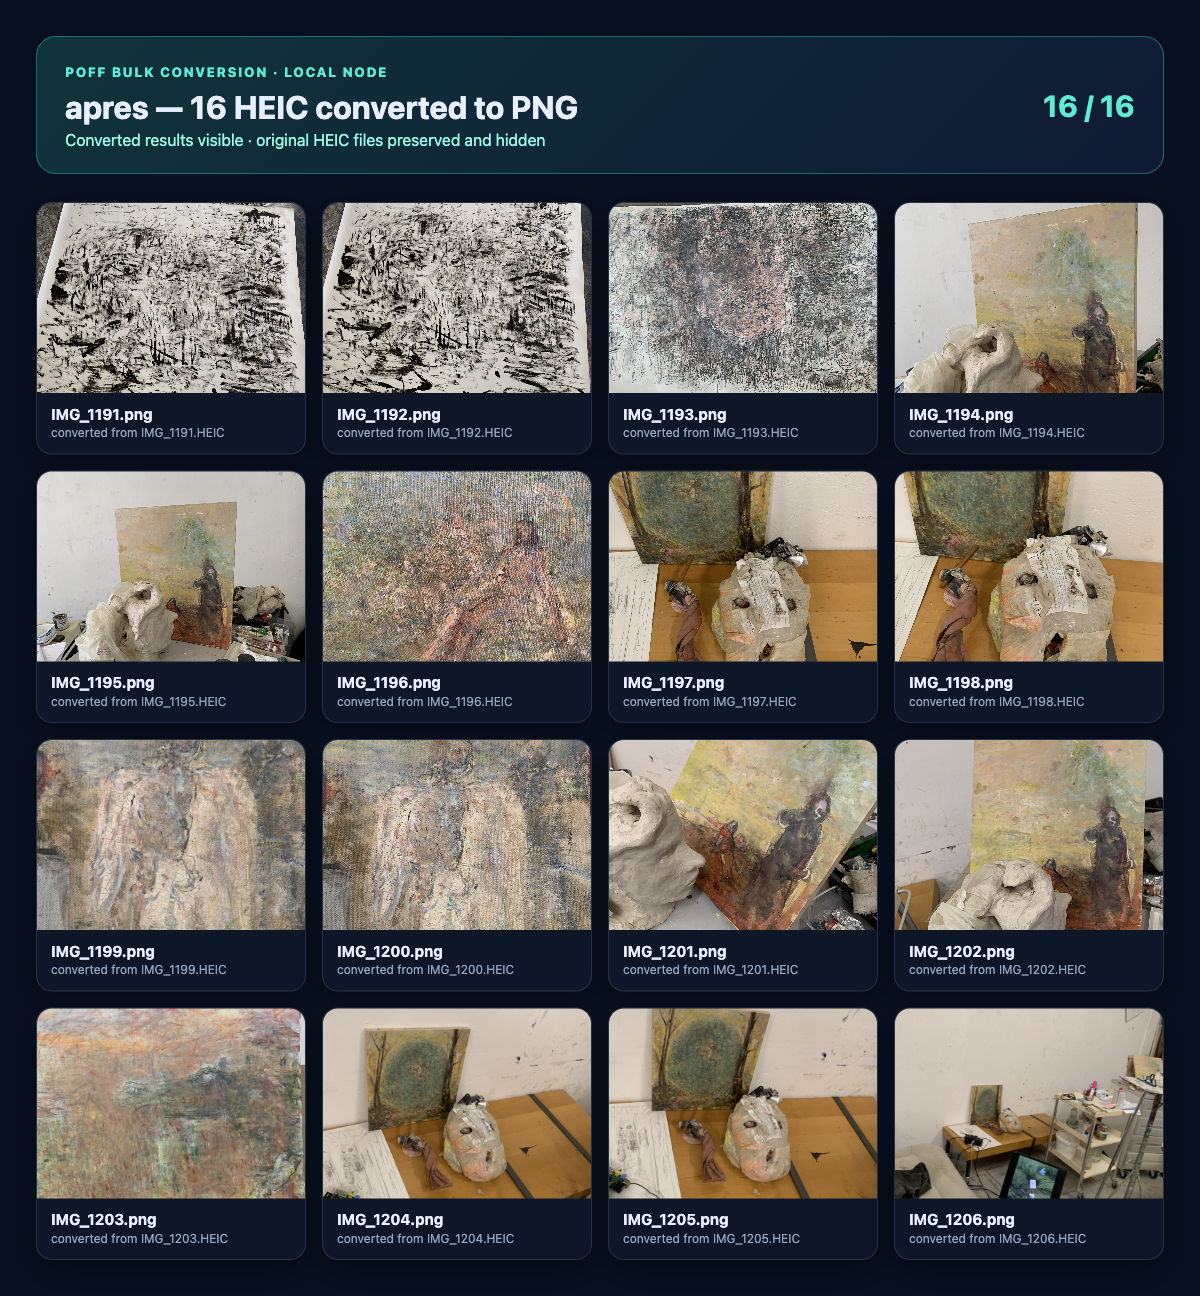 POFF BULK CONVERSION · LOCAL NODE
apres — 16 HEIC converted to PNG
16 / 16
Converted results visible · original HEIC files preserved and hidden
IMG_1191.png
converted from IMG_1191.HEIC
IMG_1192.png
converted from IMG_1192.HEIC
IMG_1193.png
converted from IMG_1193.HEIC
IMG_1194.png
converted from IMG_1194.HEIC
IMG_1195.png
converted from IMG_1195.HEIC
IMG_1196.png
converted from IMG_1196.HEIC
IMG_1197.png
converted from IMG_1197.HEIC
IMG_1198.png
converted from IMG_1198.HEIC
IMG_1199.png
converted from IMG_1199.HEIC
IMG_1200.png
converted from IMG_1200.HEIC
IMG_1201.png
converted from IMG_1201.HEIC
IMG_1202.png
converted from IMG_1202.HEIC
IMG_1203.png
converted from IMG_1203.HEIC
IMG_1204.png
converted from IMG_1204.HEIC
IMG_1205.png
converted from IMG_1205.HEIC
IMG_1206.png
converted from IMG_1206.HEIC